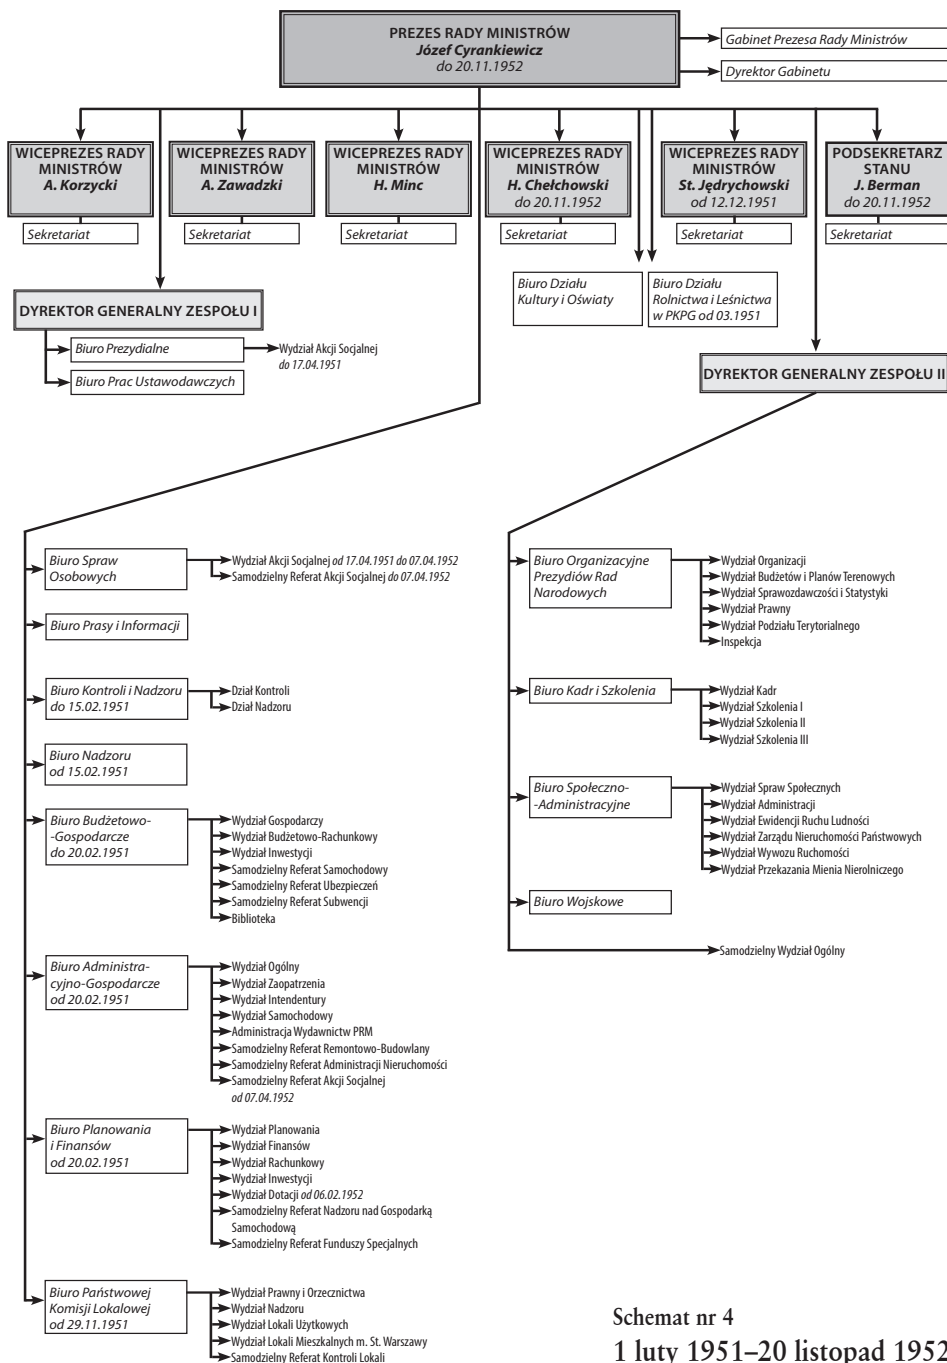 PREZES RADY MINISTRÓW
Józef Cyrankiewicz
do 20.11.1952
Gabinet Prezesa Rady Ministrów
Dyrektor Gabinetu
WICEPREZES RADY
MINISTRÓW
A. Korzycki
Sekretariat
WICEPREZES RADY
MINISTRÓW
A. Zawadzki
Sekretariat
WICEPREZES RADY
MINISTRÓW
H. Minc
Sekretariat
WICEPREZES RADY
MINISTRÓW
H. Chełchowski
do 20.11.1952
Sekretariat
WICEPREZES RADY
MINISTRÓW
St. Jędrychowski
od 12.12.1951
Sekretariat
PODSEKRETARZ
STANU
J. Berman
do 20.11.1952
Sekretariat
DYREKTOR GENERALNY ZESPOŁU I
Biuro Prezydialne
Wydział Akcji Socjalnej
do 17.04.1951
Biuro Prac Ustawodawczych
Biuro Działu
Kultury i Oświaty
Biuro Działu
Rolnictwa i Leśnictwa
w PKPG od 03.1951
DYREKTOR GENERALNY ZESPOŁU II
Biuro Spraw
Osobowych
Wydział Akcji Socjalnej od 17.04.1951 do 07.04.1952
Samodzielny Referat Akcji Socjalnej do 07.04.1952
Biuro Prasy i Informacji
Biuro Kontroli i Nadzoru
do 15.02.1951
Dział Kontroli
Dział Nadzoru
Biuro Nadzoru
od 15.02.1951
Biuro Budżetowo-
-Gospodarcze
do 20.02.1951
Wydział Gospodarczy
Wydział Budżetowo-Rachunkowy
Wydział Inwestycji
Samodzielny Referat Samochodowy
Samodzielny Referat Ubezpieczeń
Samodzielny Referat Subwencji
Biblioteka
Biuro Administra-
cyjno-Gospodarcze
od 20.02.1951
Wydział Ogólny
Wydział Zaopatrzenia
Wydział Intendentury
Wydział Samochodowy
Administracja Wydawnictw PRM
Samodzielny Referat Remontowo-Budowlany
Samodzielny Referat Administracji Nieruchomości
Samodzielny Referat Akcji Socjalnej
od 07.04.1952
Biuro Planowania
i Finansów
od 20.02.1951
Wydział Planowania
Wydział Finansów
Wydział Rachunkowy
Wydział Inwestycji
Wydział Dotacji od 06.02.1952
Samodzielny Referat Nadzoru nad Gospodarką
Samochodową
Samodzielny Referat Funduszy Specjalnych
Biuro Państwowej
Komisji Lokalowej
od 29.11.1951
Wydział Prawny i Orzecznictwa
Wydział Nadzoru
Wydział Lokali Użytkowych
Wydział Lokali Mieszkalnych m. St. Warszawy
Samodzielny Referat Kontroli Lokali
Biuro Organizacyjne
Prezydiów Rad
Narodowych
Wydział Organizacji
Wydział Budżetów i Planów Terenowych
Wydział Sprawozdawczości i Statystyki
Wydział Prawny
Wydział Podziału Terytorialnego
Inspekcja
Biuro Kadr i Szkolenia
Wydział Kadr
Wydział Szkolenia I
Wydział Szkolenia II
Wydział Szkolenia III
Biuro Społeczno-
-Administracyjne
Wydział Spraw Społecznych
Wydział Administracji
Wydział Ewidencji Ruchu Ludności
Wydział Zarządu Nieruchomości Państwowych
Wydział Wywozu Ruchomości
Wydział Przekazania Mienia Nierolniczego
Biuro Wojskowe
Samodzielny Wydział Ogólny
Schemat nr 4
1 luty 1951–20 listopad 1952